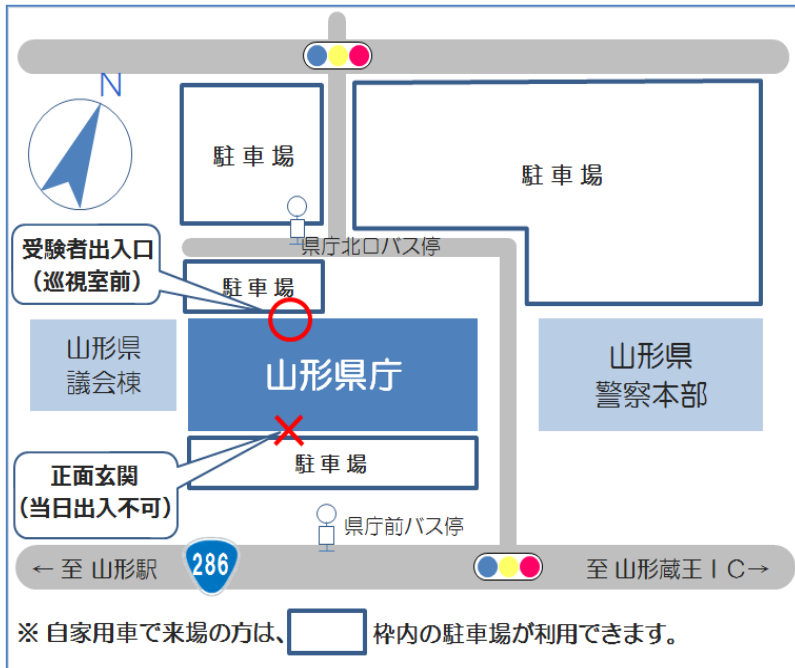 N
駐車場
駐車場
受験者出入口
(巡視室前)
県庁北口バス停
駐車場
山形県
議会棟
山形県庁
山形県
警察本部
正面玄関
(当日出入不可)
駐車場
県庁前バス停
← 至 山形駅
286
至 山形蔵王IC→
※ 自家用車で来場の方は、 枠内の駐車場が利用できます。